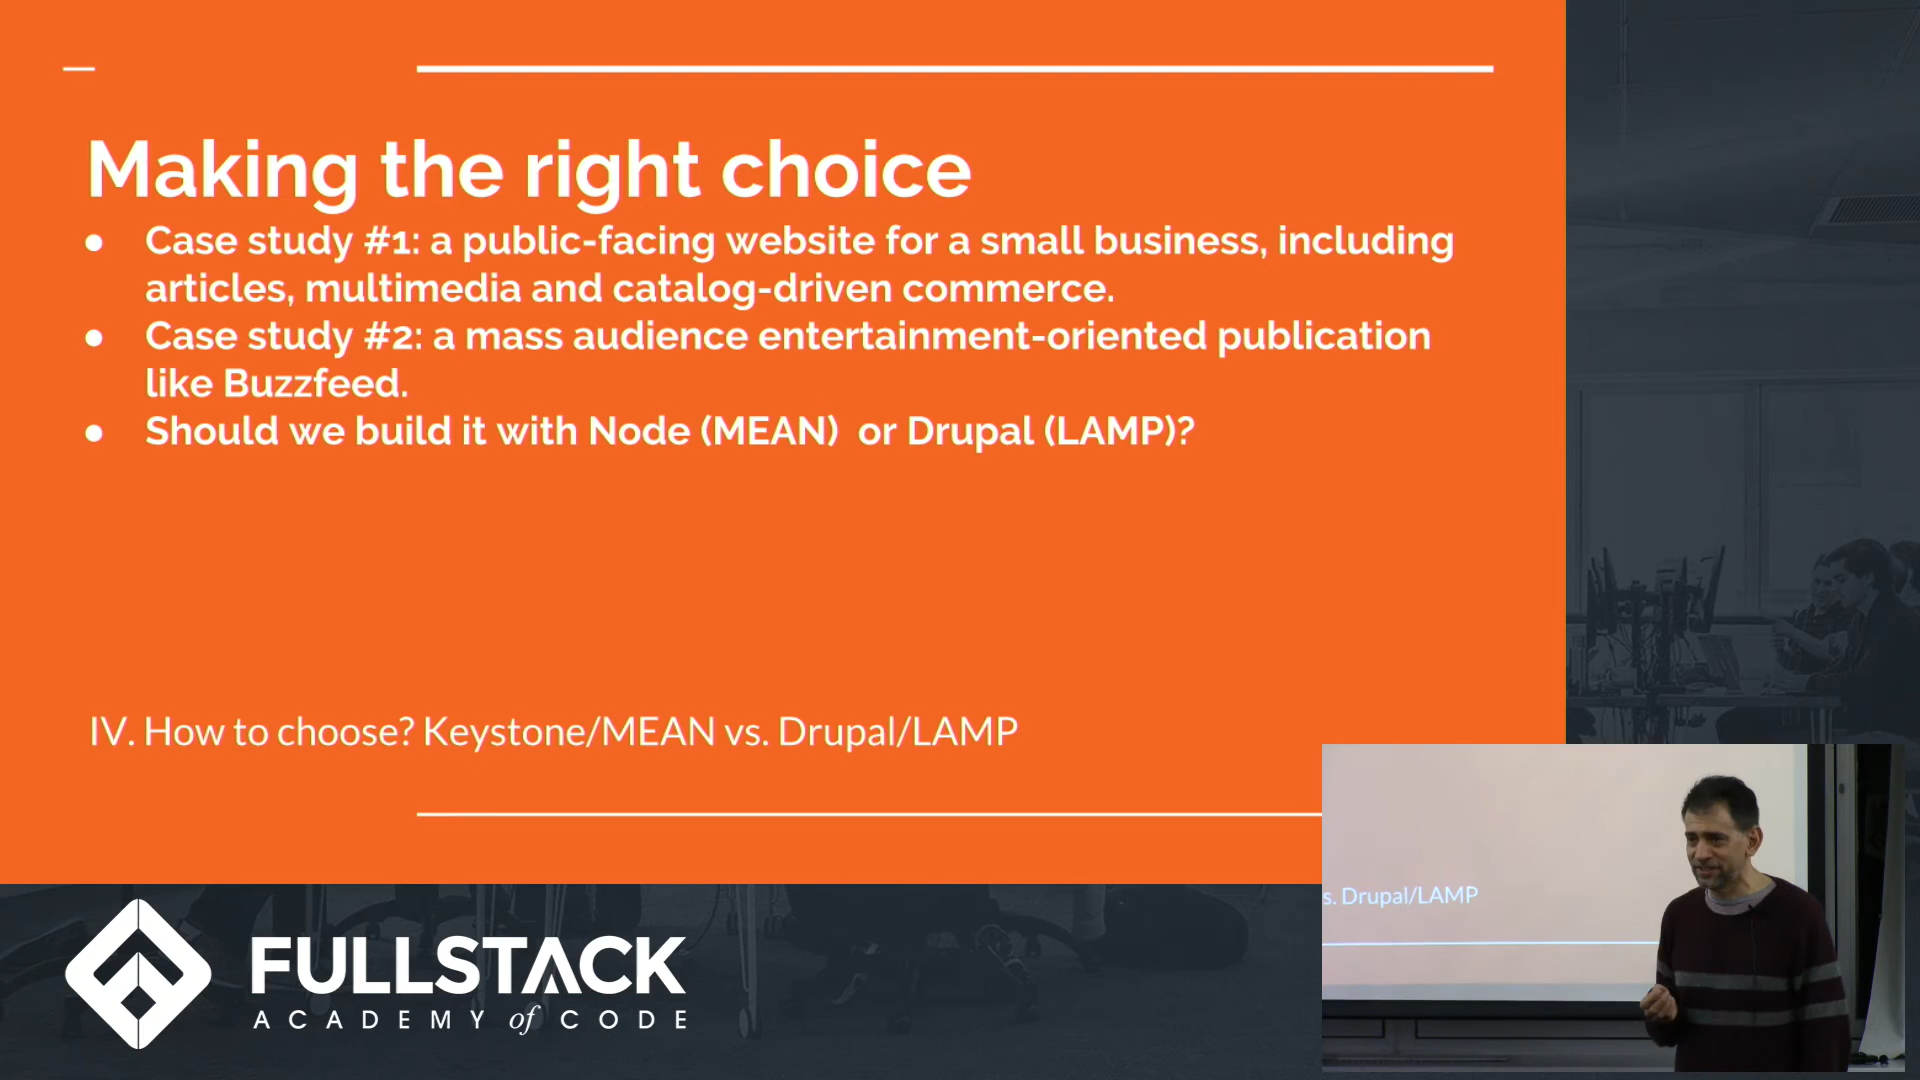 Making the right choice
● Case study #1: a public-facing website for a small business, including
articles, multimedia and catalog-driven commerce.
● Case study #2: a mass audience entertainment-oriented publication
like Buzzfeed.
● Should we build it with Node (MEAN)  or Drupal (LAMP)?
IV. How to choose? Keystone/MEAN vs. Drupal/LAMP
s. Drupal/LAMP
FULLSTACK
ACADEMY of CODE